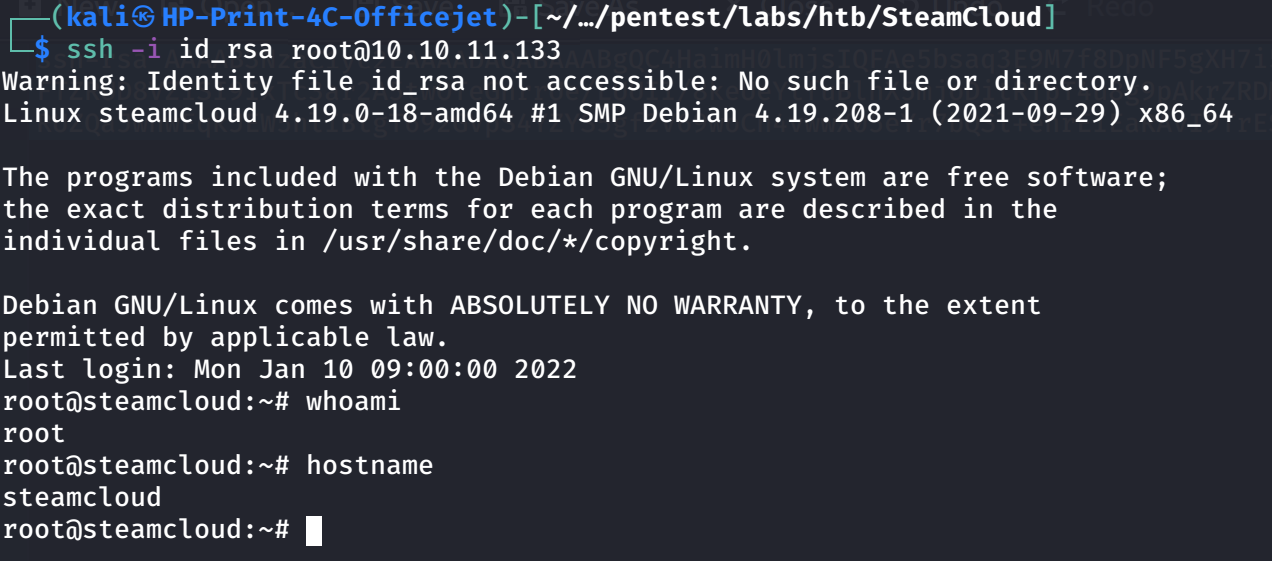 (kali㉿HP-Print-4C-Officejet)-[~/…/pentest/labs/htb/SteamCloud]
$ ssh -i id_rsa root@10.10.11.133
Warning: Identity file id_rsa not accessible: No such file or directory.
Linux steamcloud 4.19.0-18-amd64 #1 SMP Debian 4.19.208-1 (2021-09-29) x86_64
The programs included with the Debian GNU/Linux system are free software;
the exact distribution terms for each program are described in the
individual files in /usr/share/doc/*/copyright.
Debian GNU/Linux comes with ABSOLUTELY NO WARRANTY, to the extent
permitted by applicable law.
Last login: Mon Jan 10 09:00:00 2022
root@steamcloud:~# whoami
root
root@steamcloud:~# hostname
steamcloud
root@steamcloud:~#